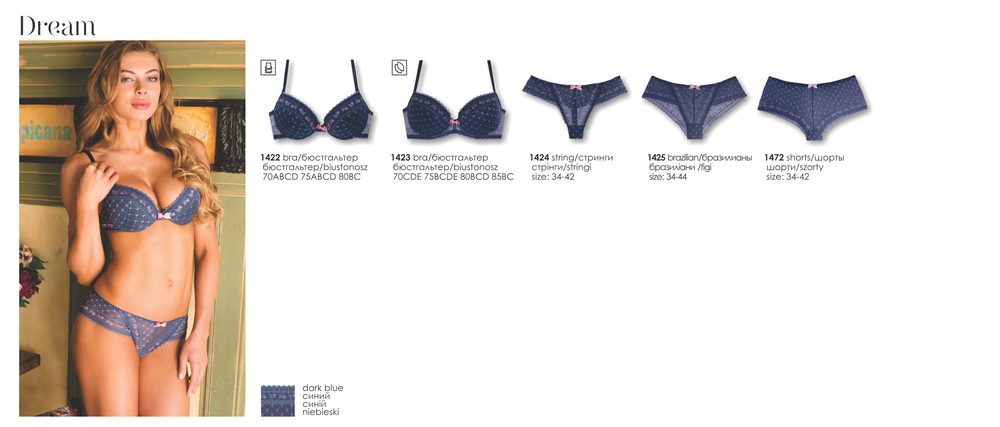 Dream
picana
1422 bra/бюстгальтер
бюстгальтер/biustonosz
70ABCD 75ABCD 80BC
1423 bra/бюстгальтер
бюстгальтер/biustonosz
70CDE 75BCDE 80BCD 85BC
1424 string/стринги
стрінги/stringi
size: 34-42
1425 brazilian/бразилианы
бразиліани /figi
size: 34-44
1472 shorts/шорты
шорти/szorty
size: 34-42
dark blue
синий
синій
niebieski